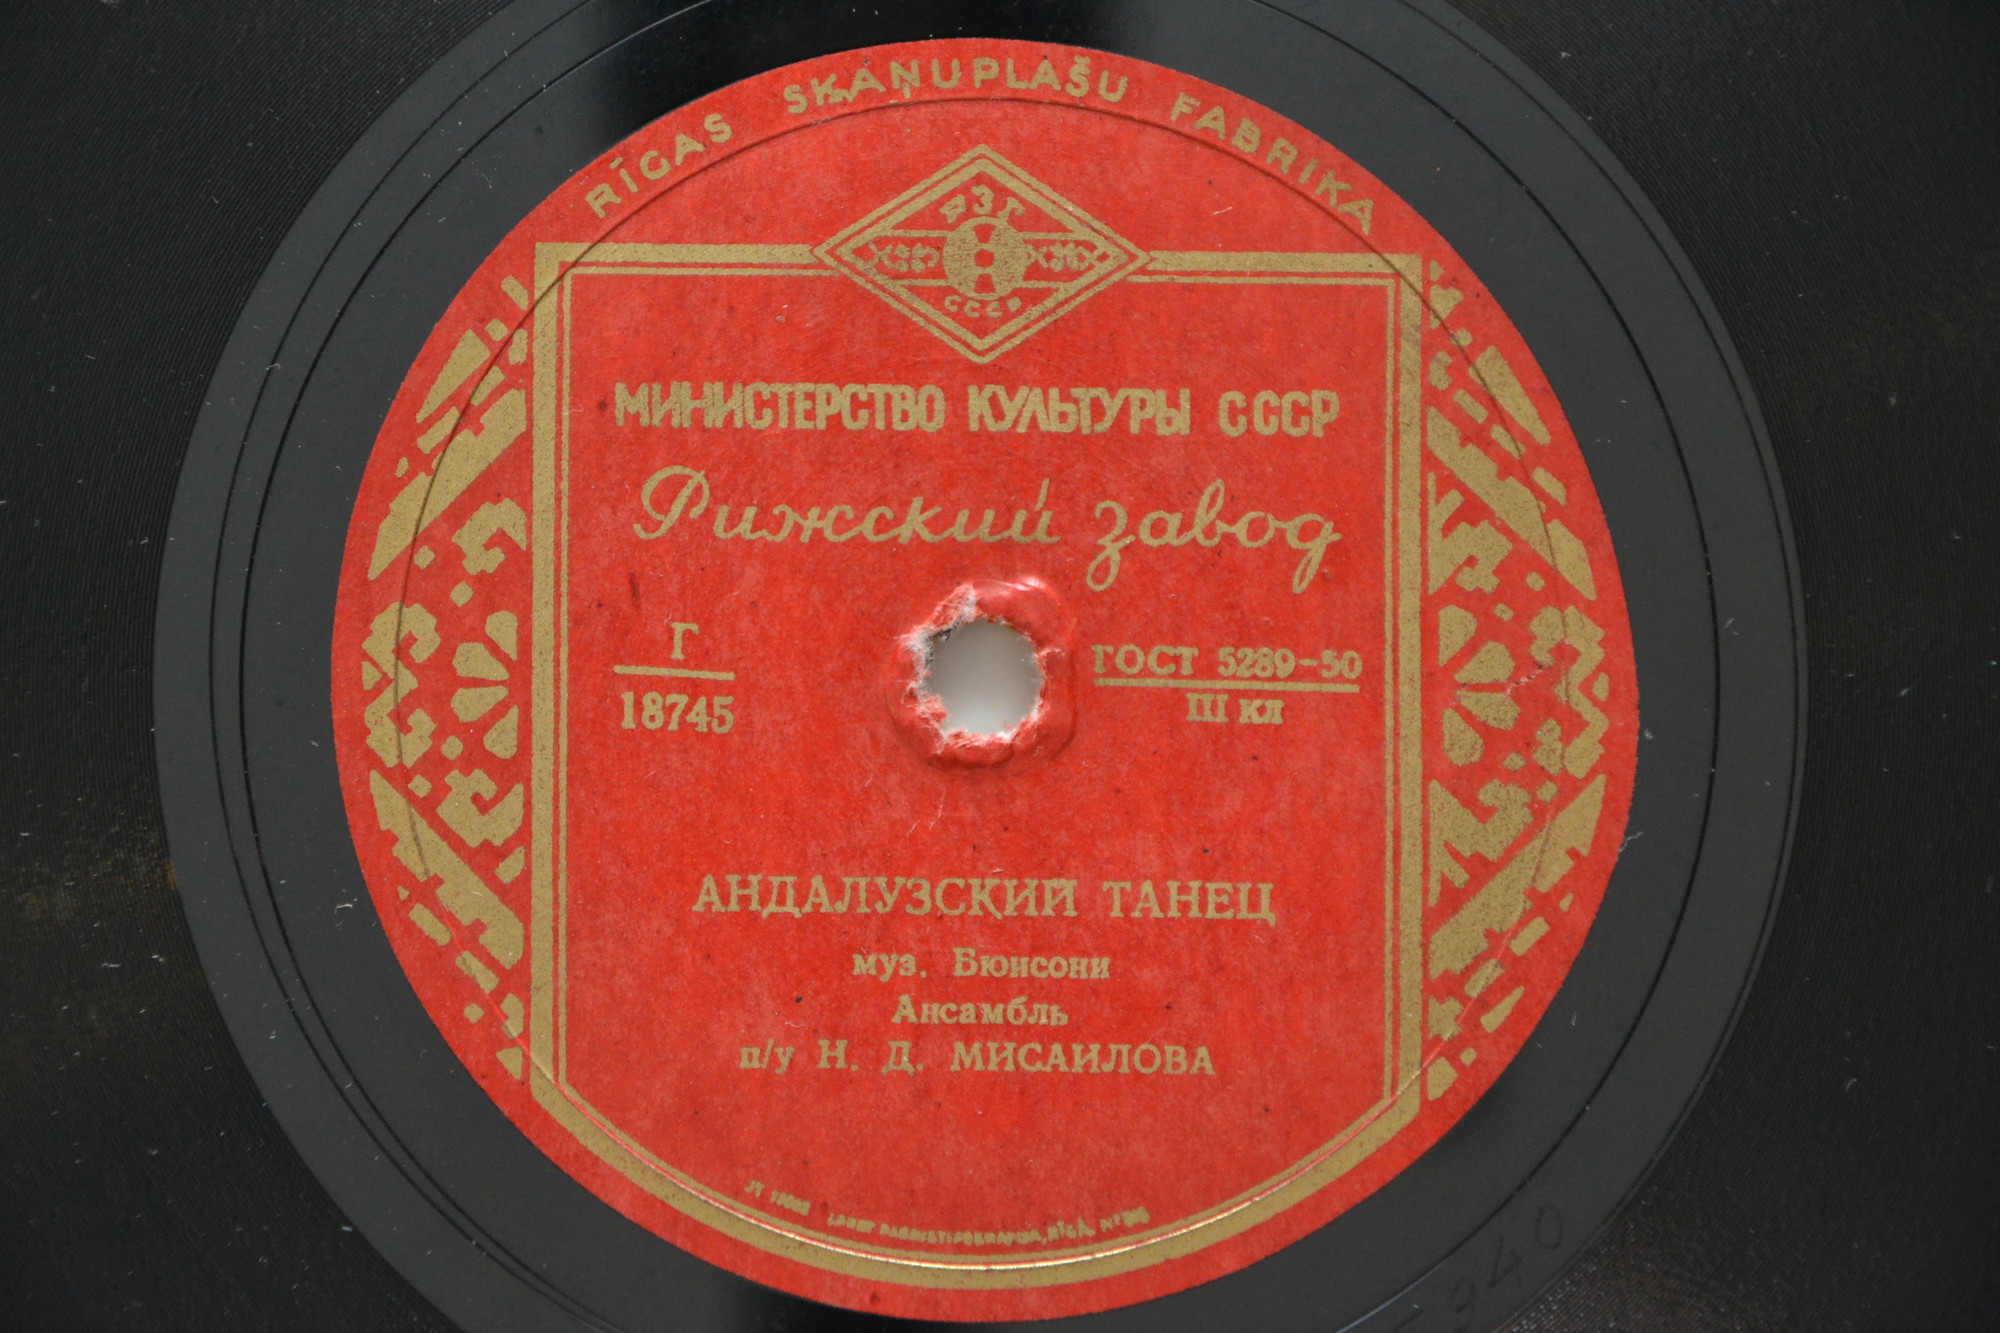 RĪGAS SKAŅUPLAŠU FABRIKA
РЗГ
СССР
МИНИСТЕРСТВО КУЛЬТУРЫ СССР
Рижский завод
Г
18745
ГОСТ 5289-50
III кл
АНДАЛУЗСКИЙ ТАНЕЦ
муз. Бюнсони
Ансамбль
п/у Н. Д. МИСАИЛОВА